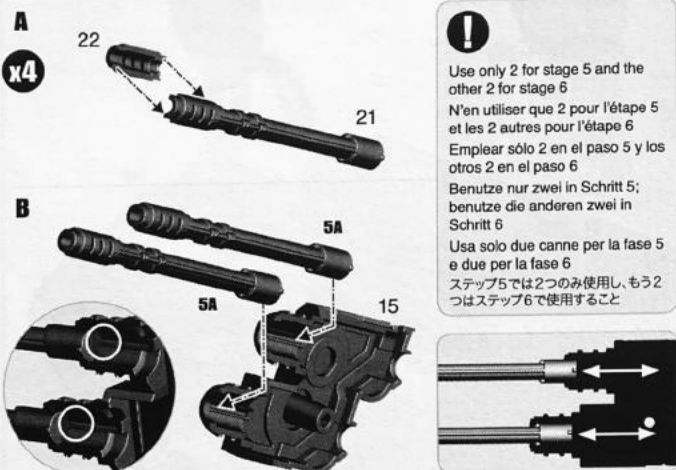 A
22
x4
21
B
5A
5A
15
!
Use only 2 for stage 5 and the
other 2 for stage 6
N'en utiliser que 2 pour l'étape 5
et les 2 autres pour l'étape 6
Emplear sólo 2 en el paso 5 y los
otros 2 en el paso 6
Benutze nur zwei in Schritt 5;
benutze die anderen zwei in
Schritt 6
Usa solo due canne per la fase 5
e due per la fase 6
ステップ5では2つのみ使用し、もう2
つはステップ6で使用すること